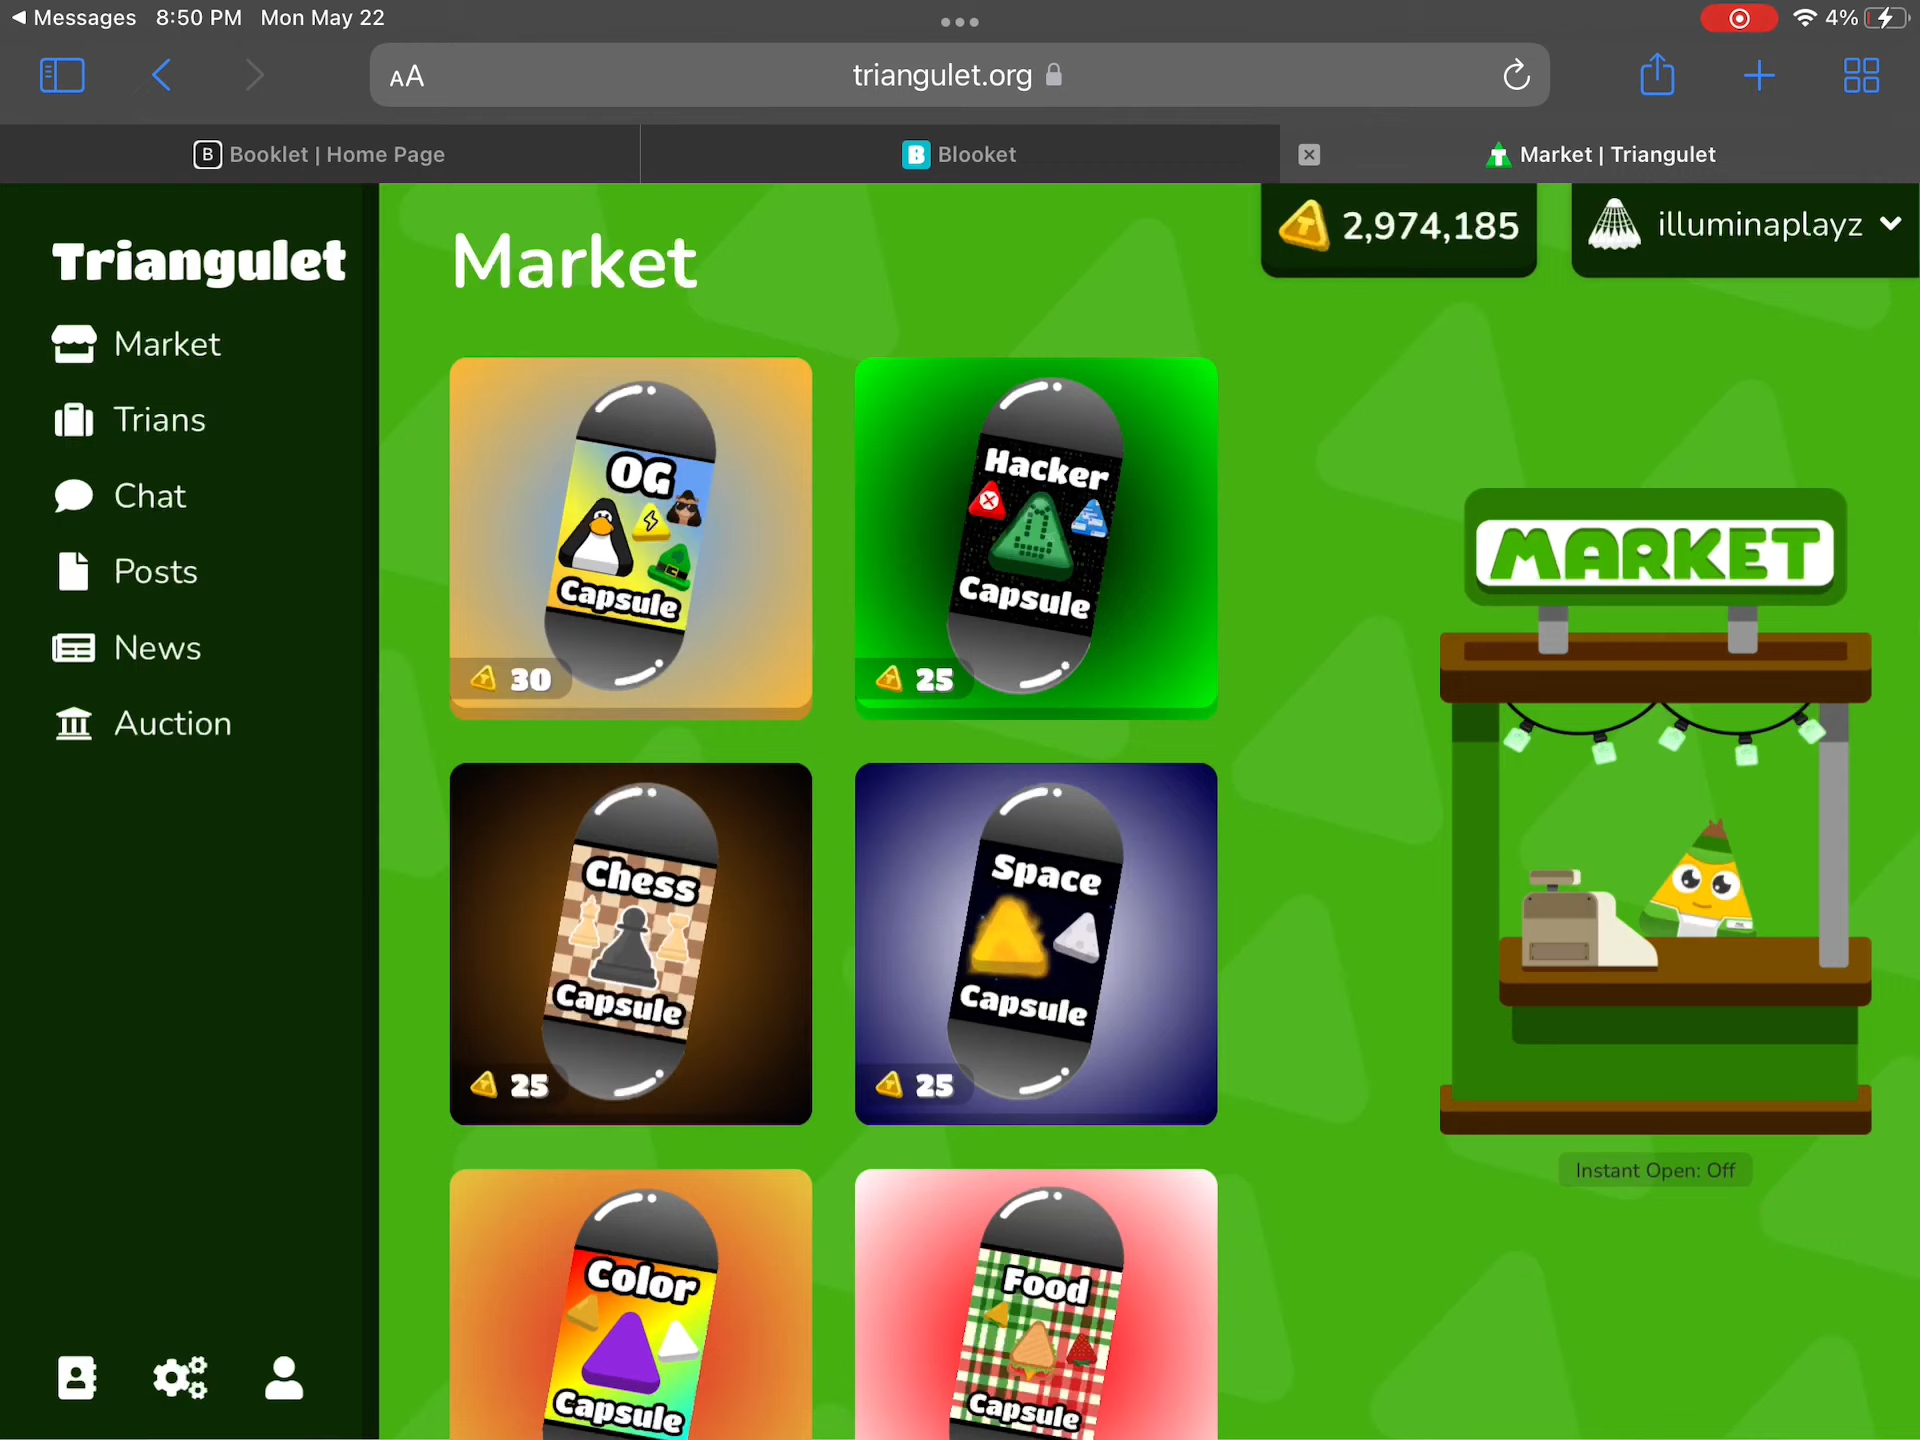 Messages 8:50 PM Mon May 22
4%
AA
triangulet.org
B Booklet | Home Page
B Blooket
T Market | Triangulet
Triangulet
Market
Trians
Chat
Posts
News
Auction
Market
2,974,185
illuminaplayz
OG
Capsule
30
Hacker
Capsule
25
Chess
Capsule
25
Space
Capsule
25
Color
Capsule
Food
Capsule
MARKET
Instant Open: Off